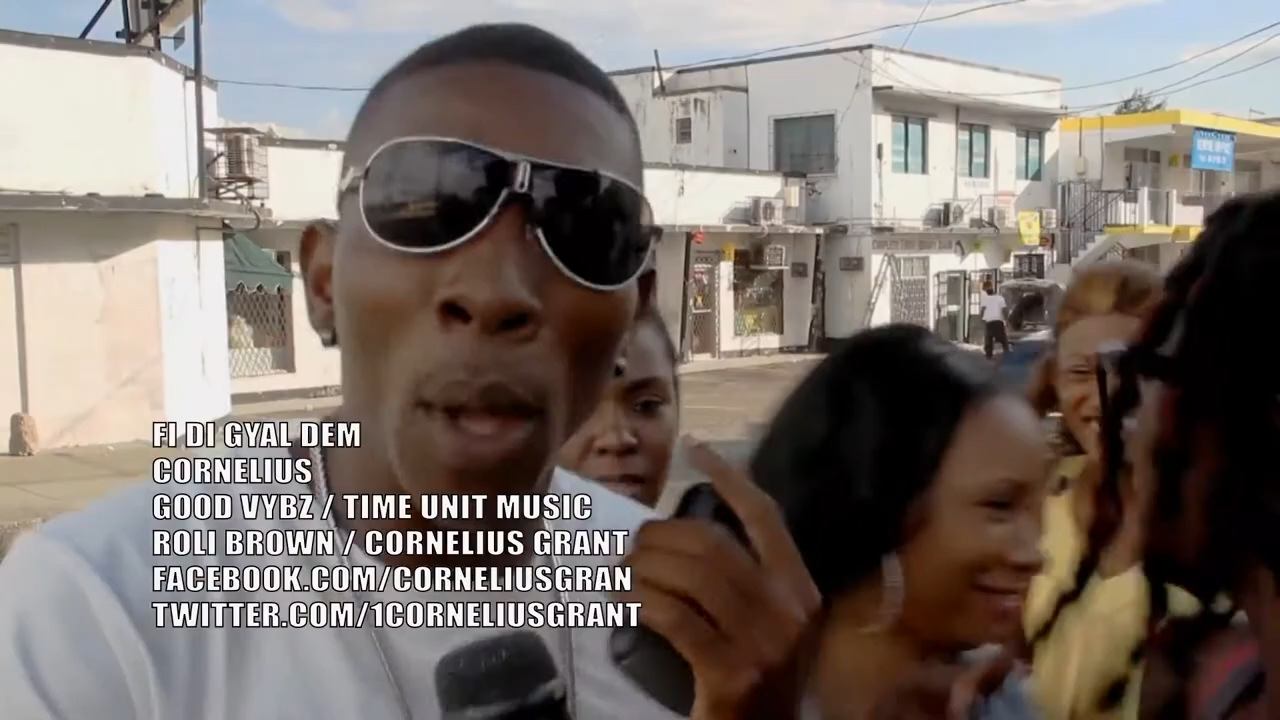 FI DI GYAL DEM
CORNELIUS
GOOD VYBZ / TIME UNIT MUSIC
ROLI BROWN / CORNELIUS GRANT
FACEBOOK.COM/CORNELIUSGRAN
TWITTER.COM/1CORNELIUSGRANT